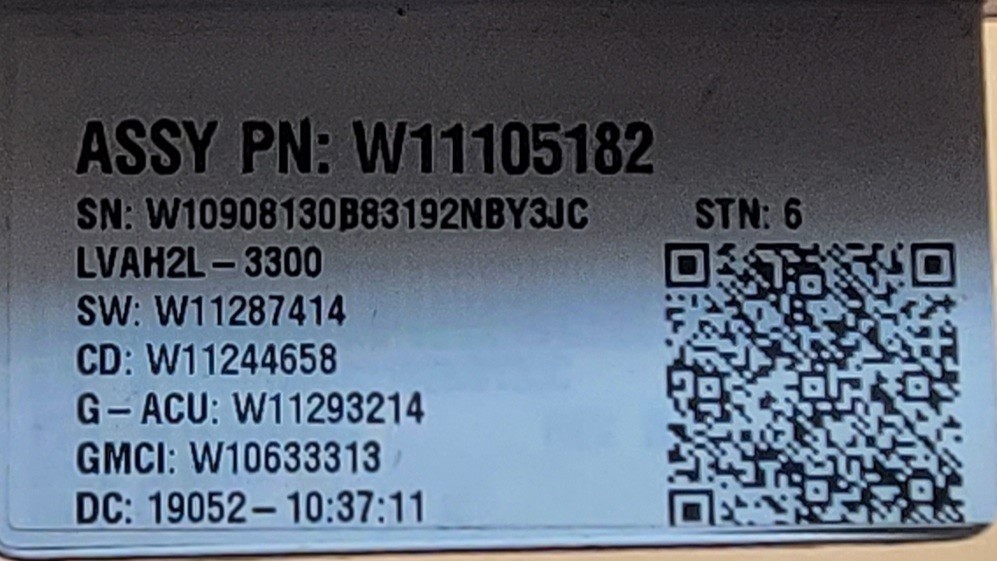 ASSY PN: W11105182
SN: W10908130B83192NBY3JC STN: 6
LVAH2L-3300
SW: W11287414
CD: W11244658
G-ACU: W11293214
GMCI: W10633313
DC: 19052-10:37:11